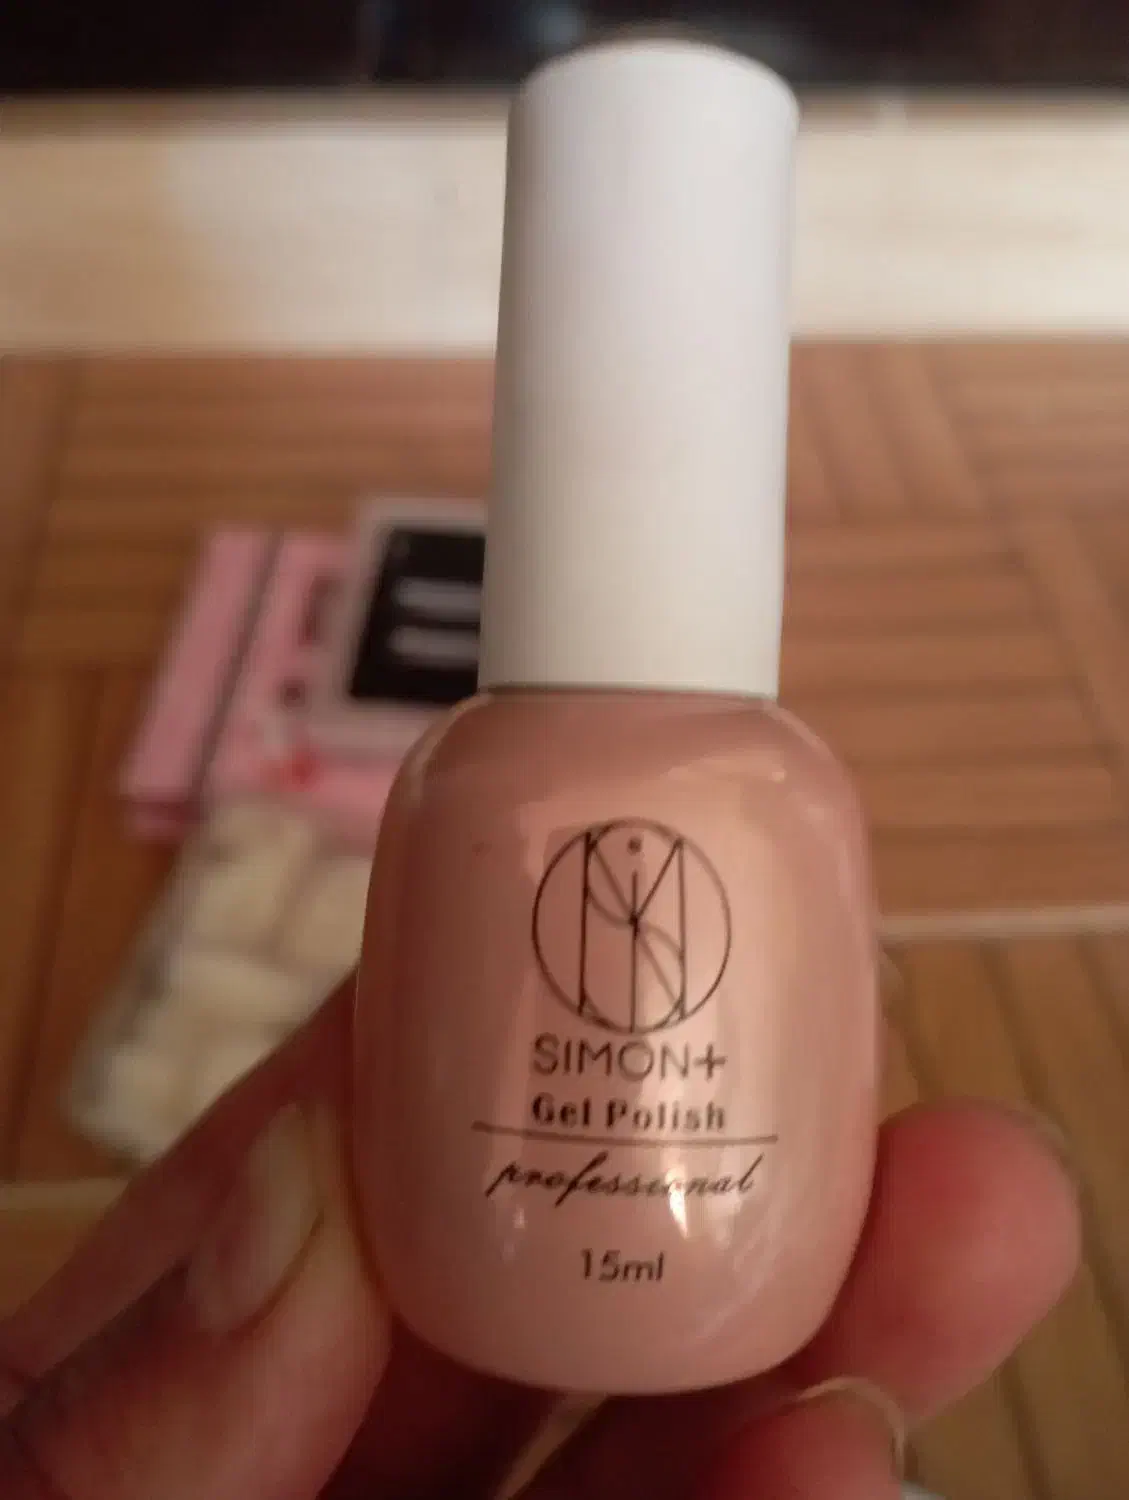 SIMON+
Gel Polish
professional
15ml